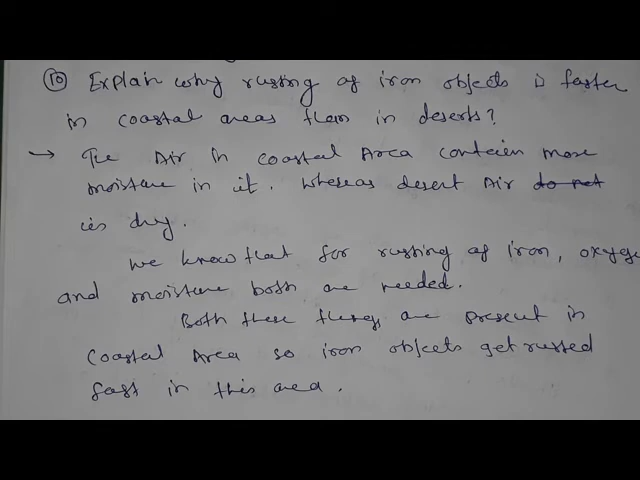 10 Explain why rusting of iron objects is faster
in coastal areas than in deserts?
→ The Air in coastal Area contain more
moisture in it. Whereas desert Air do not
is dry.
We know that for rusting of iron, oxyge
and moisture both are needed.
Both these things are present in
Coastal Area so iron objects get rusted
fast in this area.